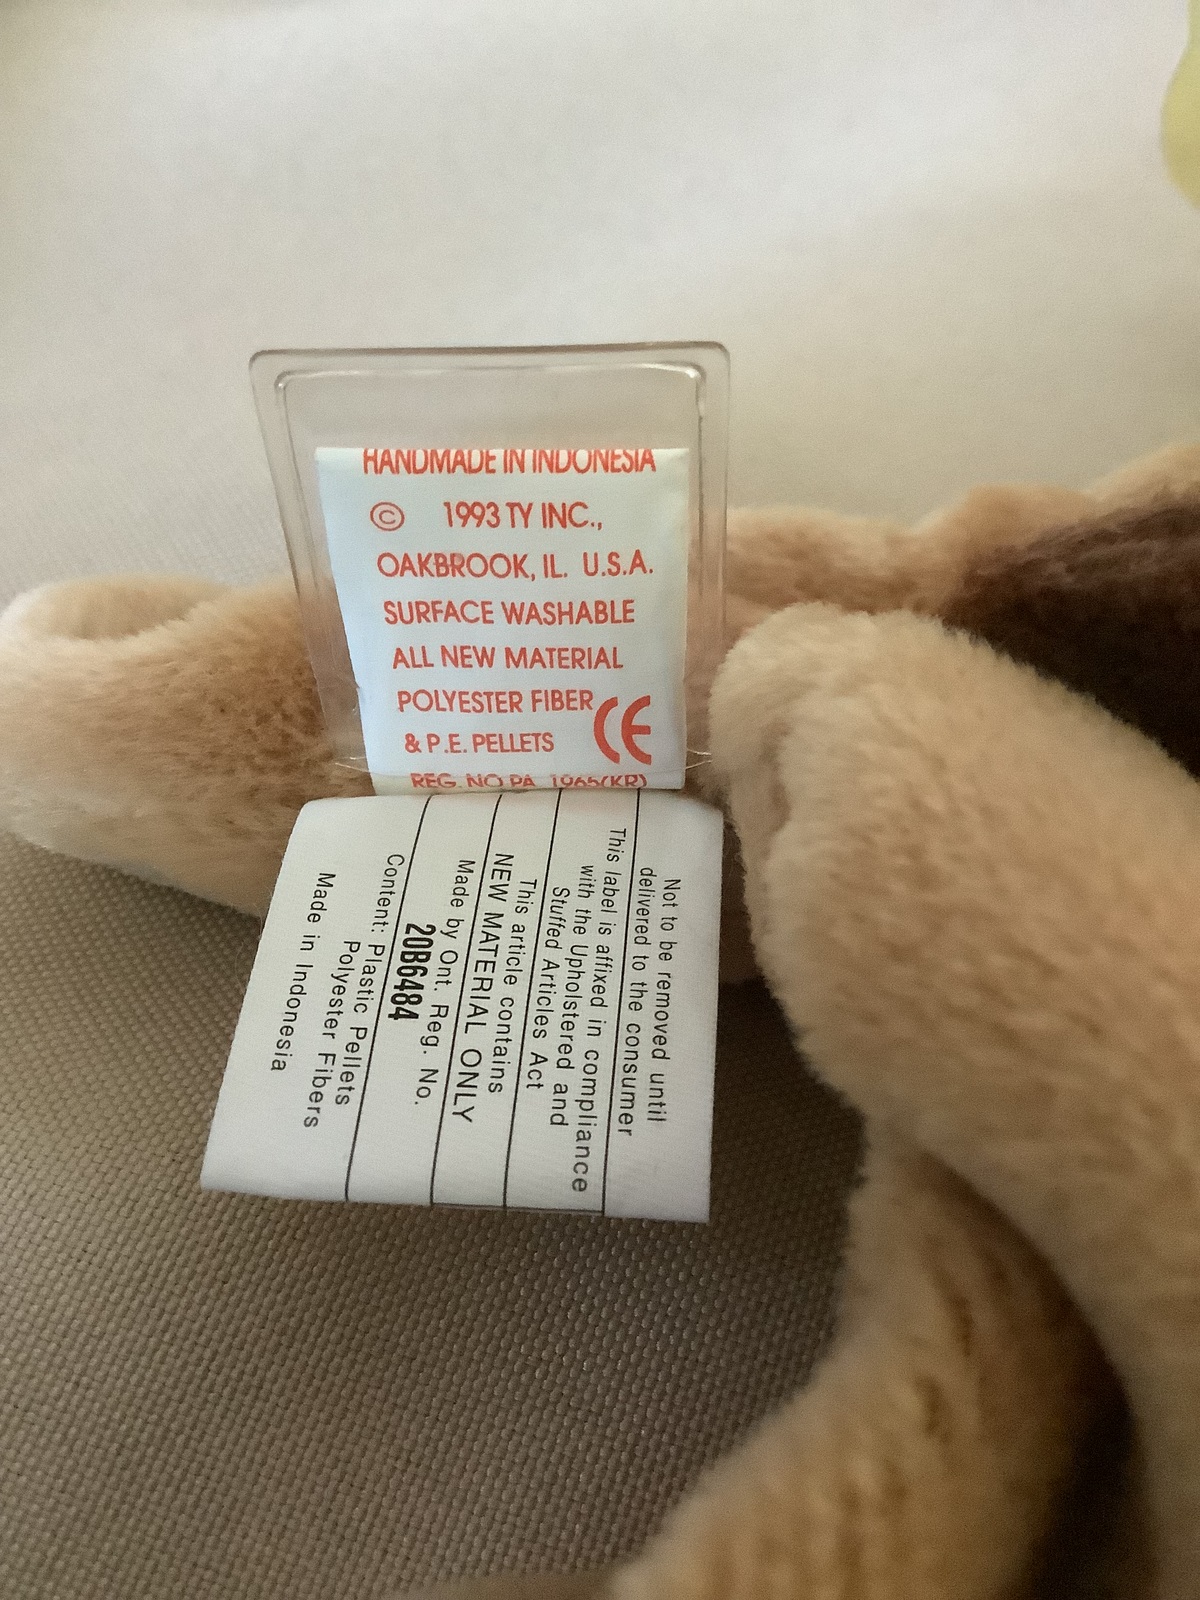 HANDMADE IN INDONESIA
© 1993 TY INC.,
OAKBROOK, IL. U.S.A.
SURFACE WASHABLE
ALL NEW MATERIAL
POLYESTER FIBER
& P.E. PELLETS
CE
REG. NO PA 1965(KR)
Not to be removed until
delivered to the consumer
This label is affixed in compliance
with the Upholstered and
Stuffed Articles Act
This article contains
NEW MATERIAL ONLY
Made by Ont. Reg. No.
20B6484
Content: Plastic Pellets
Polyester Fibers
Made in Indonesia